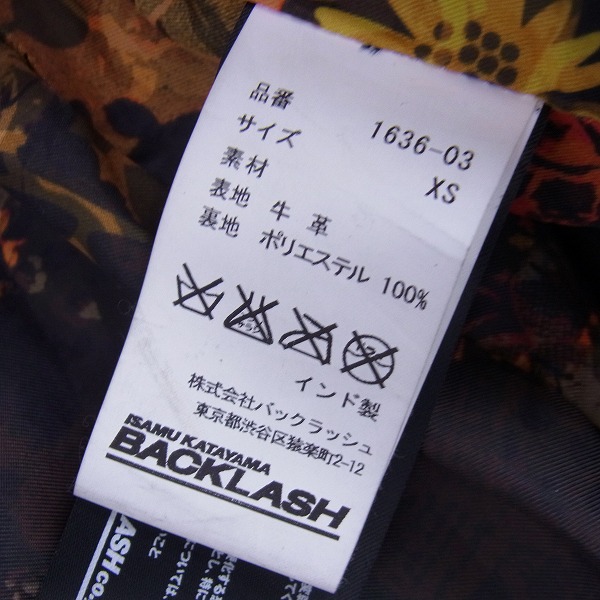 品番 1636-03
サイズ XS
素材
表地 牛革
裏地 ポリエステル 100%
インド製
株式会社バックラッシュ
東京都渋谷区猿楽町2-12
ISAMU KATAYAMA
BACKLASH